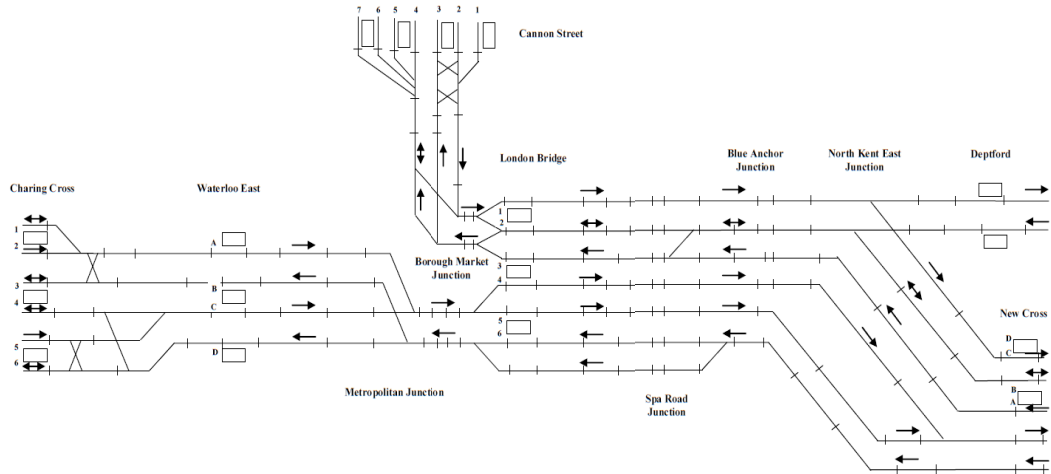 7 6 5 4 3 2 1
Cannon Street
London Bridge
Blue Anchor
Junction
North Kent East
Junction
Deptford
Charing Cross
Waterloo East
1
2
3
4
5
6
A
B
C
D
Borough Market
Junction
1
2
3
4
5
6
Metropolitan Junction
Spa Road
Junction
New Cross
D
C
B
A